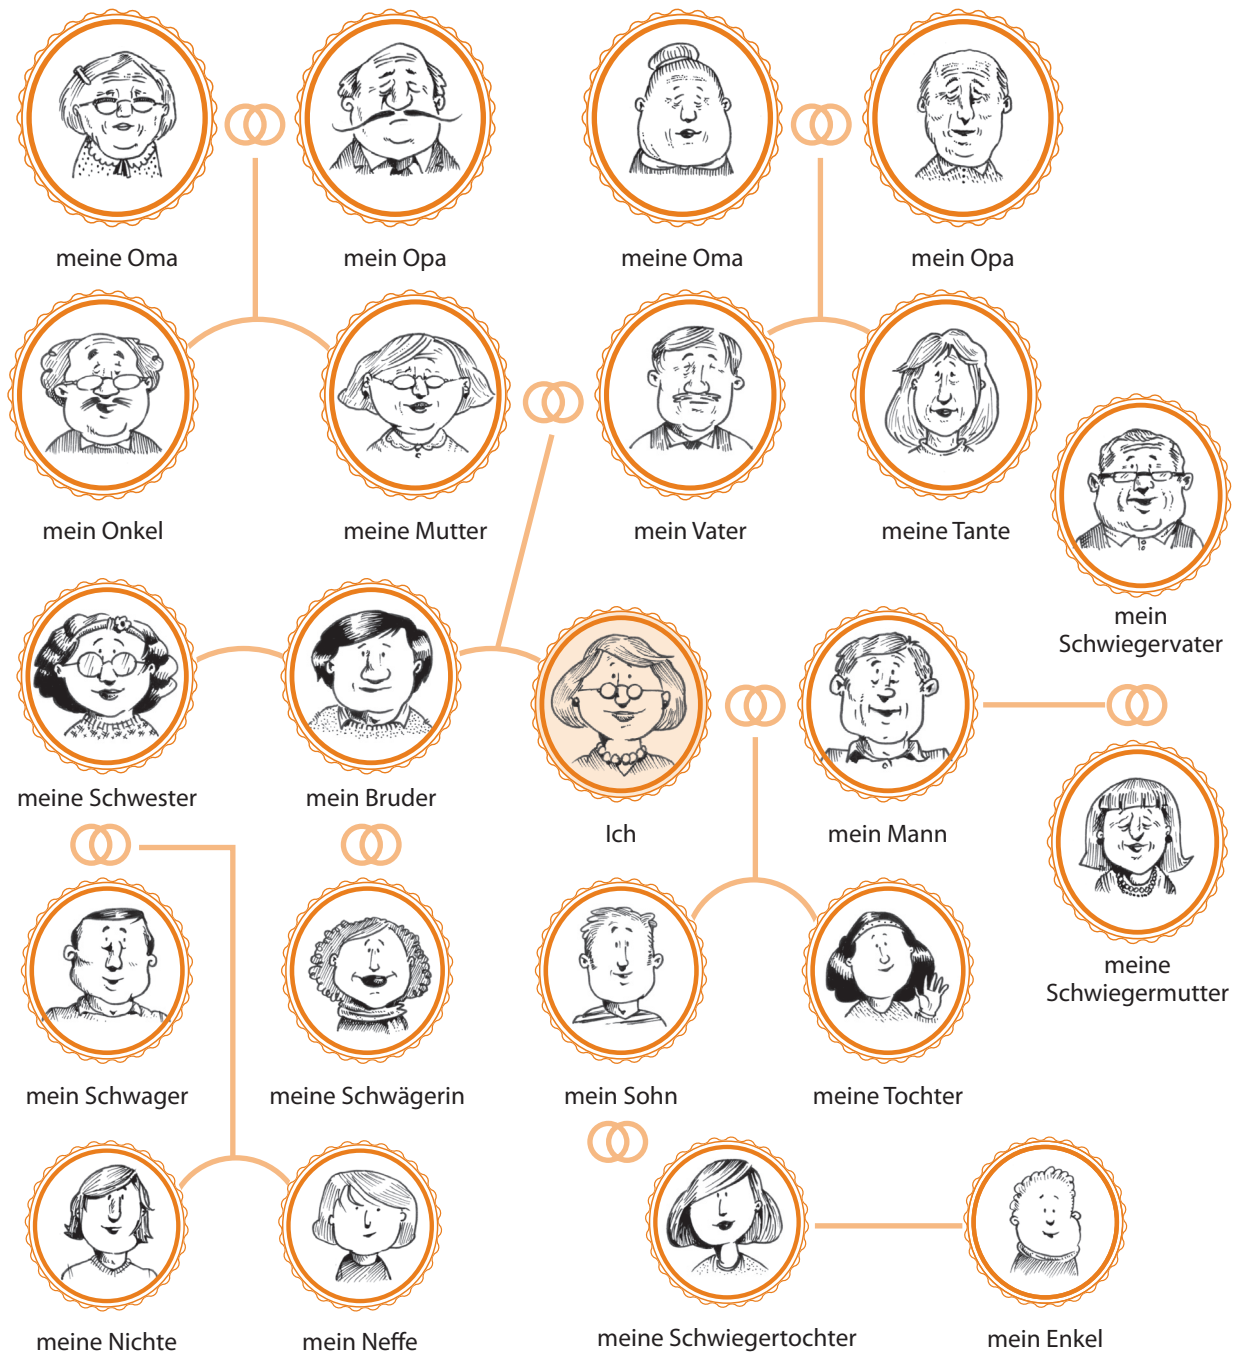 meine Oma
mein Opa
meine Oma
mein Opa
mein Onkel
meine Mutter
mein Vater
meine Tante
mein
Schwiegervater
meine Schwester
mein Bruder
Ich
mein Mann
meine
Schwiegermutter
mein Schwager
meine Schwägerin
mein Sohn
meine Tochter
meine Nichte
mein Neffe
meine Schwiegertochter
mein Enkel